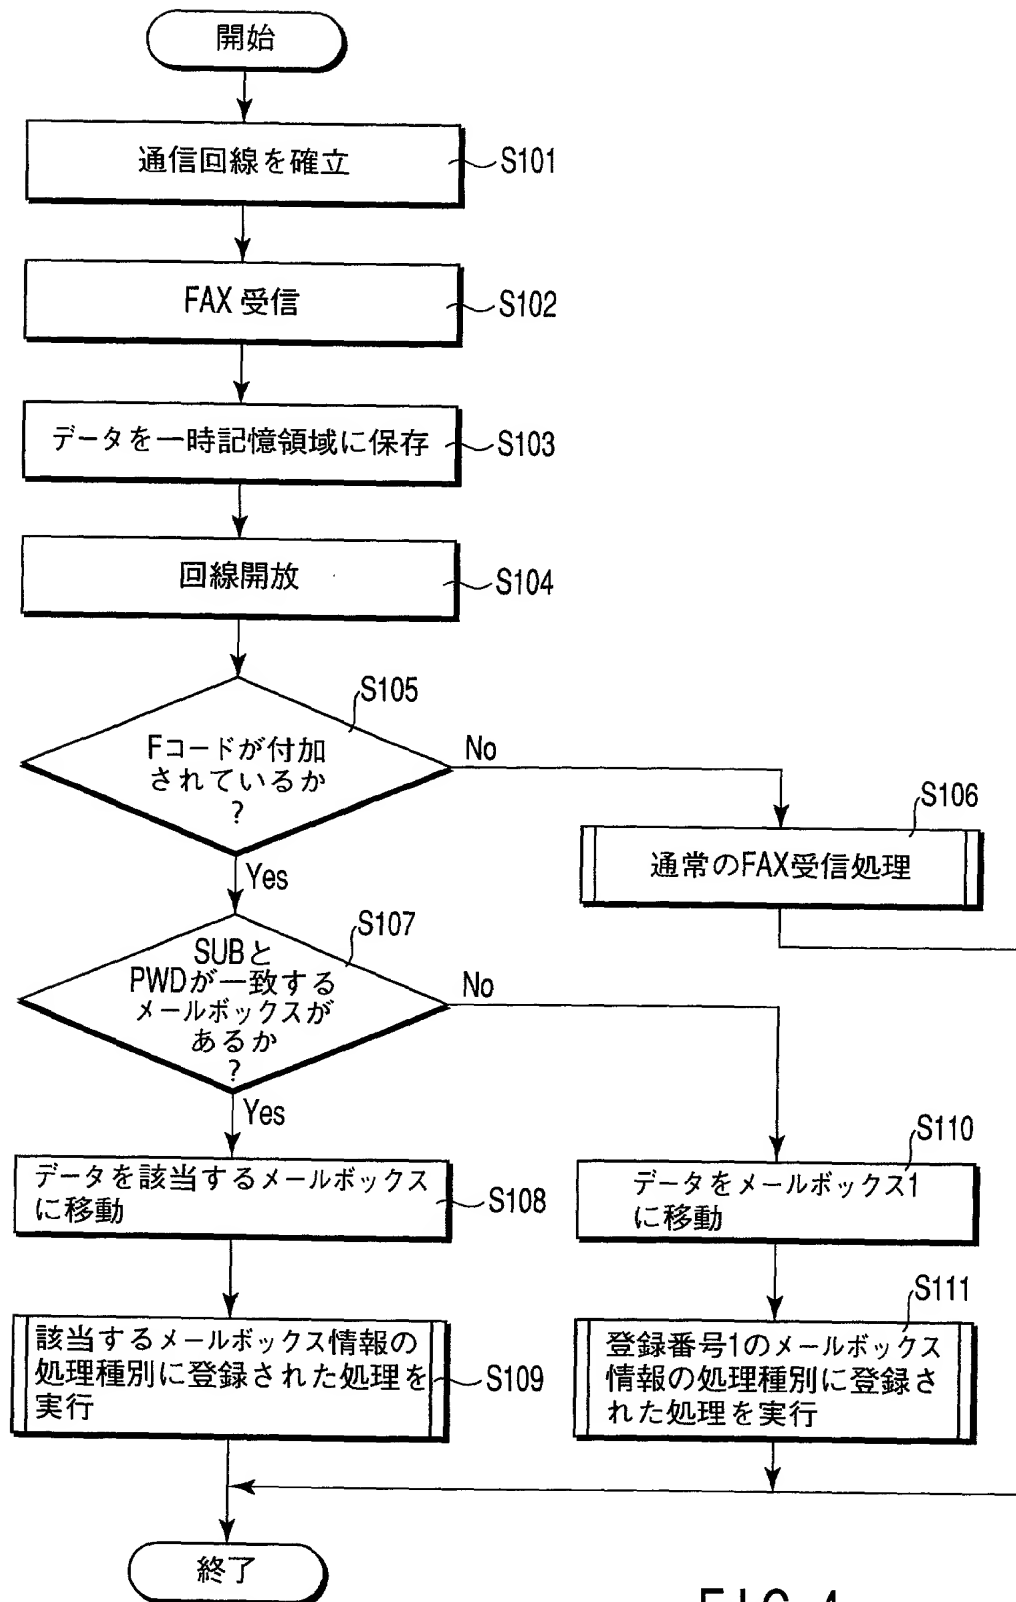 開始
通信回線を確立
S101
FAX 受信
S102
データを一時記憶領域に保存
S103
回線開放
S104
S105
Fコードが付加
されているか
?
No
Yes
S106
通常のFAX受信処理
S107
SUBと
PWDが一致する
メールボックスが
あるか
?
No
Yes
データを該当するメールボックス
に移動
S108
S110
データをメールボックス1
に移動
該当するメールボックス情報の
処理種別に登録された処理を
実行
S109
S111
登録番号1のメールボックス
情報の処理種別に登録さ
れた処理を実行
終了